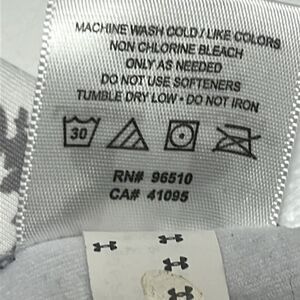 MACHINE WASH COLD / LIKE COLORS
NON CHLORINE BLEACH
ONLY AS NEEDED
DO NOT USE SOFTENERS
TUMBLE DRY LOW • DO NOT IRON
30
RN# 96510
CA# 41095